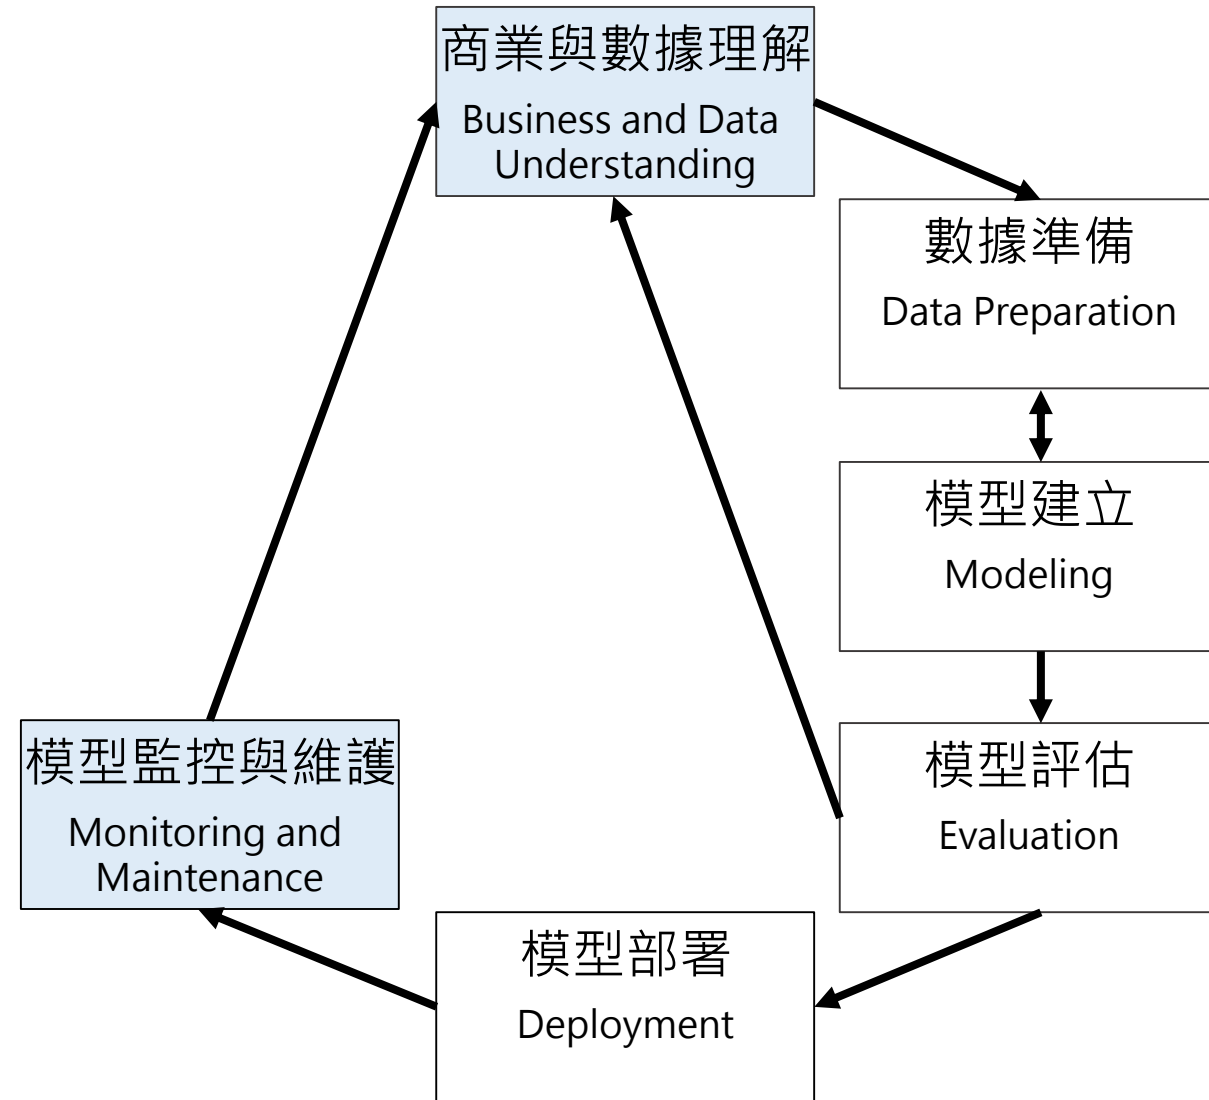 商業與數據理解
Business and Data
Understanding
數據準備
Data Preparation
模型建立
Modeling
模型評估
Evaluation
模型部署
Deployment
模型監控與維護
Monitoring and
Maintenance